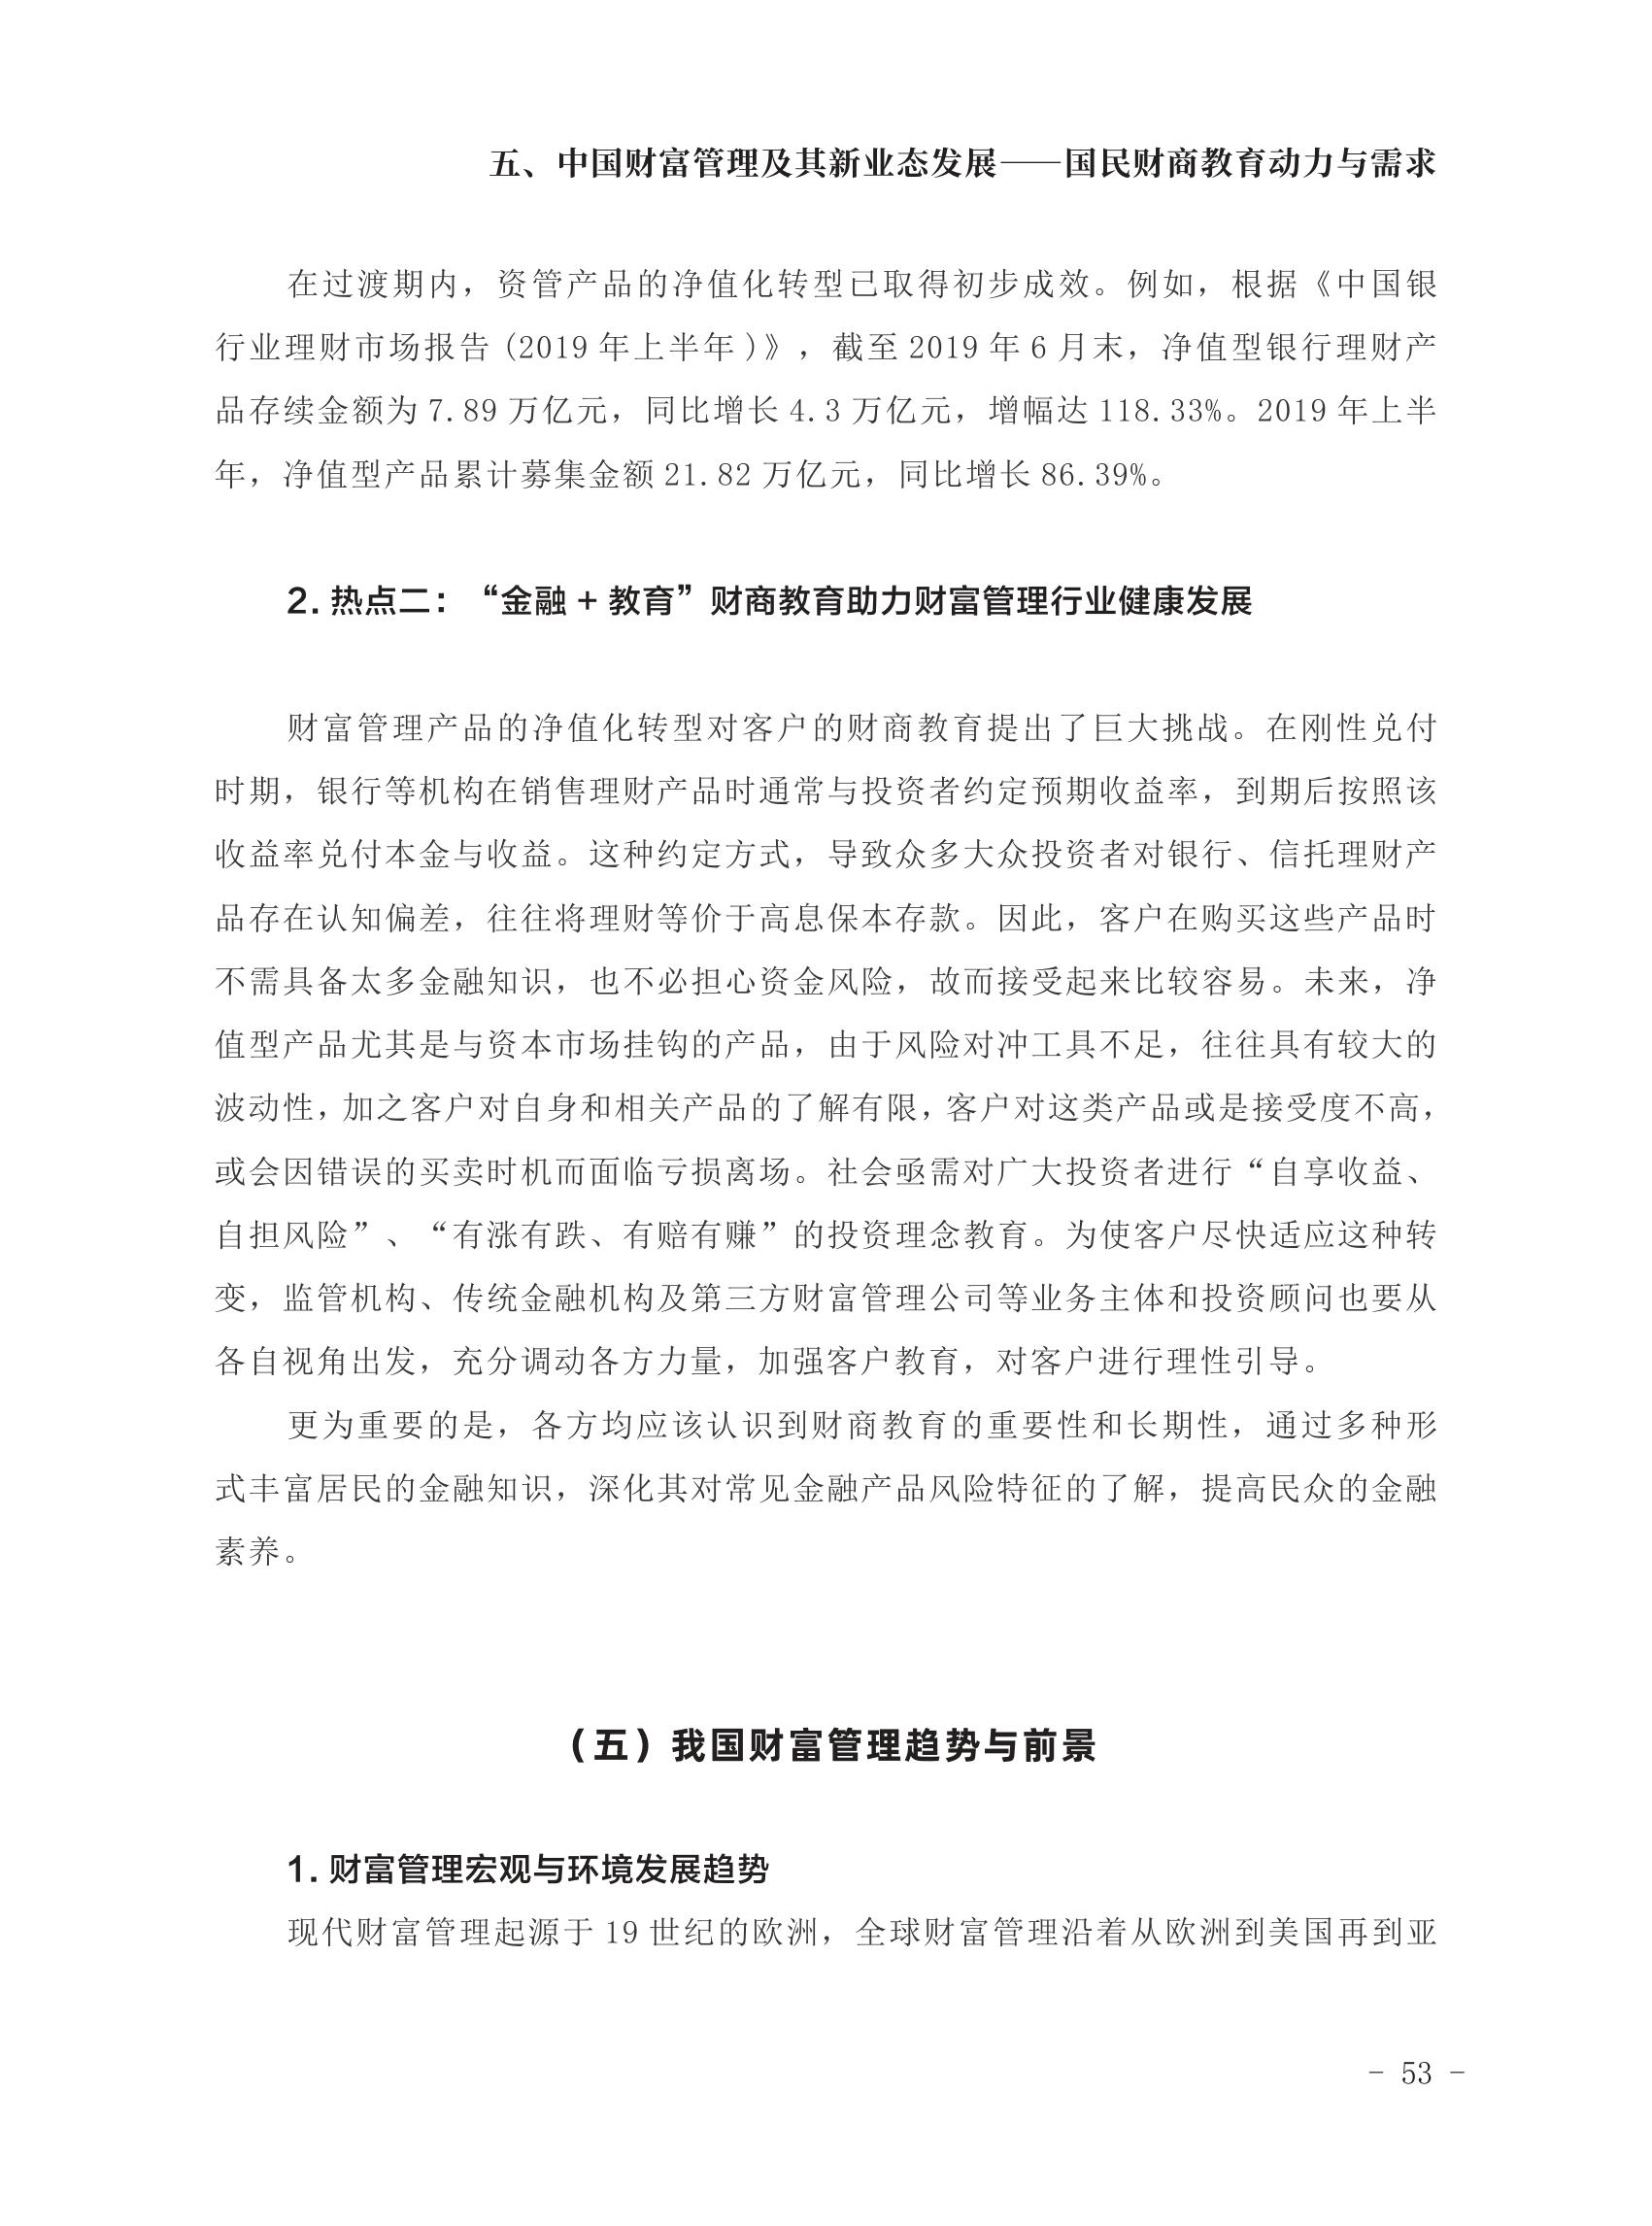 五、中国财富管理及其新业态发展——国民财商教育动力与需求
在过渡期内，资管产品的净值化转型已取得初步成效。例如，根据《中国银
行业理财市场报告 (2019 年上半年 )》，截至 2019 年 6 月末，净值型银行理财产
品存续金额为 7.89 万亿元，同比增长 4.3 万亿元，增幅达 118.33%。2019 年上半
年，净值型产品累计募集金额 21.82 万亿元，同比增长 86.39%。
2. 热点二：“金融 + 教育”财商教育助力财富管理行业健康发展
财富管理产品的净值化转型对客户的财商教育提出了巨大挑战。在刚性兑付
时期，银行等机构在销售理财产品时通常与投资者约定预期收益率，到期后按照该
收益率兑付本金与收益。这种约定方式，导致众多大众投资者对银行、信托理财产
品存在认知偏差，往往将理财等价于高息保本存款。因此，客户在购买这些产品时
不需具备太多金融知识，也不必担心资金风险，故而接受起来比较容易。未来，净
值型产品尤其是与资本市场挂钩的产品，由于风险对冲工具不足，往往具有较大的
波动性，加之客户对自身和相关产品的了解有限，客户对这类产品或是接受度不高，
或会因错误的买卖时机而面临亏损离场。社会亟需对广大投资者进行“自享收益、
自担风险”、“有涨有跌、有赔有赚”的投资理念教育。为使客户尽快适应这种转
变，监管机构、传统金融机构及第三方财富管理公司等业务主体和投资顾问也要从
各自视角出发，充分调动各方力量，加强客户教育，对客户进行理性引导。
更为重要的是，各方均应该认识到财商教育的重要性和长期性，通过多种形
式丰富居民的金融知识，深化其对常见金融产品风险特征的了解，提高民众的金融
素养。
（五）我国财富管理趋势与前景
1. 财富管理宏观与环境发展趋势
现代财富管理起源于 19 世纪的欧洲，全球财富管理沿着从欧洲到美国再到亚
- 53 -